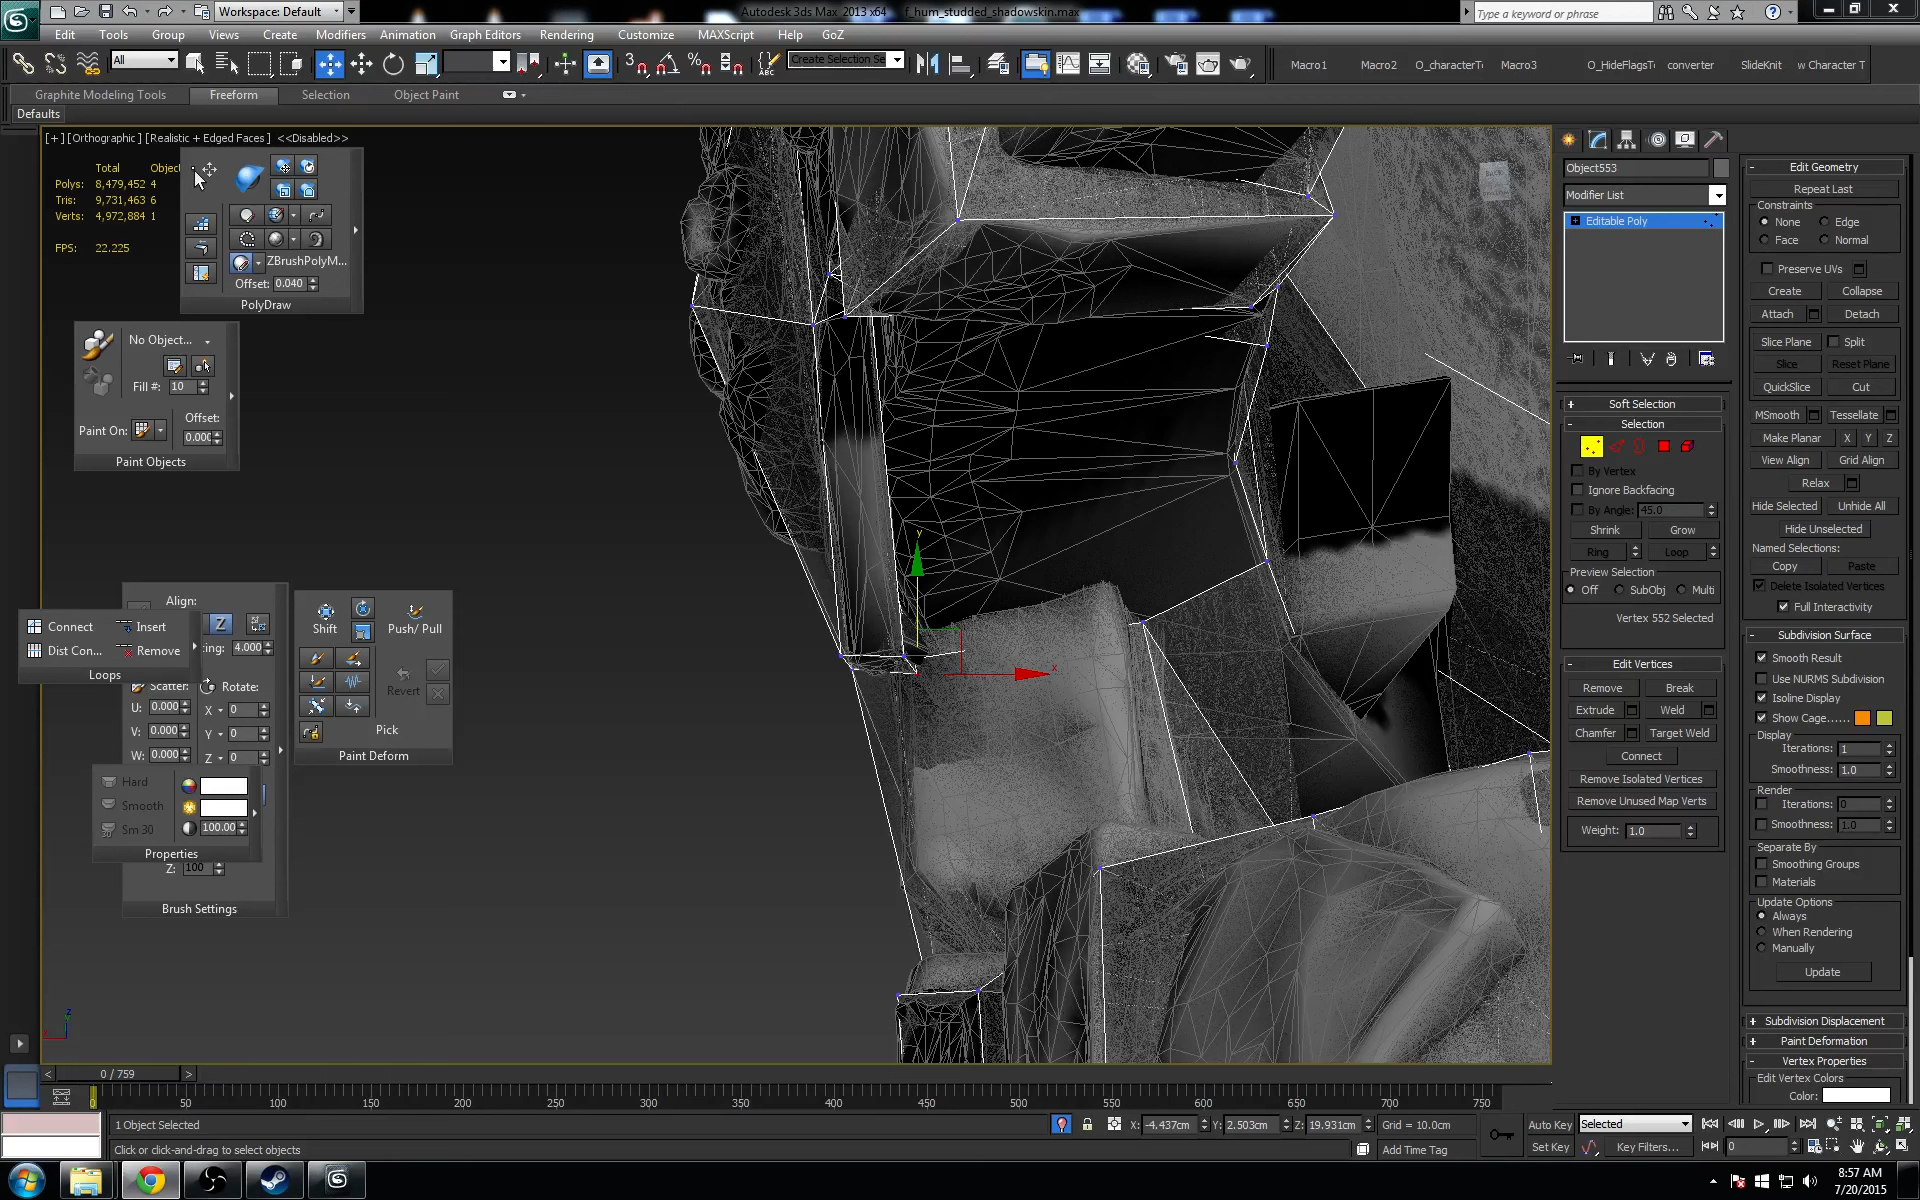 Workspace: Default
Autodesk 3ds Max 2013 x64 f_hum_studded_shadowskin.max
Type a keyword or phrase
Edit Tools Group Views Create Modifiers Animation Graph Editors Rendering Customize MAXScript Help GoZ
All
Create Selection Se
Macro1 Macro2 O_characterTo Macro3 O_HideFlagsTo converter SlideKnit w Character T
Graphite Modeling Tools Freeform Selection Object Paint
Defaults
[+] [Orthographic] [Realistic + Edged Faces] <<Disabled>>
Total Object
Polys: 8,479,452 4
Tris: 9,731,463 6
Verts: 4,972,884 1
FPS: 22.225
ZBrushPolyM...
Offset: 0.040
PolyDraw
No Object...
Fill #: 10
Paint On:
Offset:
0.000
Paint Objects
Align:
Z
Connect Insert
cing: 4.000
Dist Con... Remove
Loops
Scatter: Rotate:
U: 0.000 X 0
V: 0.000 Y 0
W: 0.000 Z 0
Hard
Smooth
Sm 30 100.00
Properties
Z: 100
Brush Settings
Shift
Push/ Pull
Revert
Pick
Paint Deform
y
x
z
BACK
Object553
Modifier List
Editable Poly
Soft Selection
Selection
By Vertex
Ignore Backfacing
By Angle: 45.0
Shrink Grow
Ring Loop
Preview Selection
Off SubObj Multi
Vertex 552 Selected
Edit Vertices
Remove Break
Extrude Weld
Chamfer Target Weld
Connect
Remove Isolated Vertices
Remove Unused Map Verts
Weight: 1.0
Edit Geometry
Repeat Last
Constraints
None Edge
Face Normal
Preserve UVs
Create Collapse
Attach Detach
Slice Plane Split
Slice Reset Plane
QuickSlice Cut
MSmooth Tessellate
Make Planar X Y Z
View Align Grid Align
Relax
Hide Selected Unhide All
Hide Unselected
Named Selections:
Copy Paste
Delete Isolated Vertices
Full Interactivity
Subdivision Surface
Smooth Result
Use NURMS Subdivision
Isoline Display
Show Cage......
Display
Iterations: 1
Smoothness: 1.0
Render
Iterations: 0
Smoothness: 1.0
Separate By
Smoothing Groups
Materials
Update Options
Always
When Rendering
Manually
Update
Subdivision Displacement
Paint Deformation
Vertex Properties
Edit Vertex Colors
Color:
< 0 / 759 >
0 50 100 150 200 250 300 350 400 450 500 550 600 650 700 750
1 Object Selected
X: -4.437cm Y: 2.503cm Z: 19.931cm Grid = 10.0cm
Auto Key Selected
Click or click-and-drag to select objects
Add Time Tag
Set Key Key Filters... 0
8:57 AM
7/20/2015